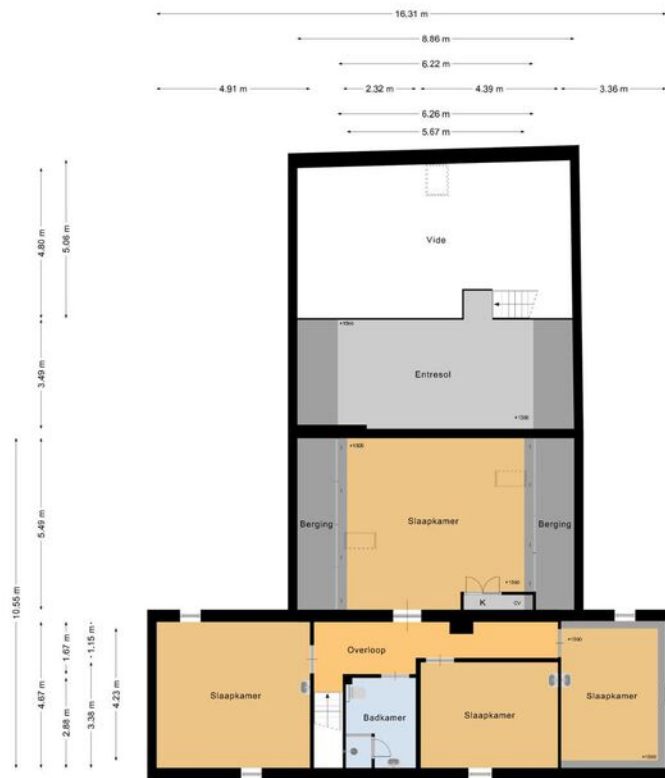 16.31 m
8.86 m
6.22 m
4.91 m
2.32 m
4.39 m
3.36 m
6.26 m
5.67 m
4.80 m
5.06 m
Vide
3.49 m
Entresol
10.55 m
5.49 m
Berging
Slaapkamer
Berging
K
CV
4.67 m
1.67 m
1.15 m
2.88 m
3.38 m
4.23 m
Overloop
Slaapkamer
Badkamer
Slaapkamer
Slaapkamer